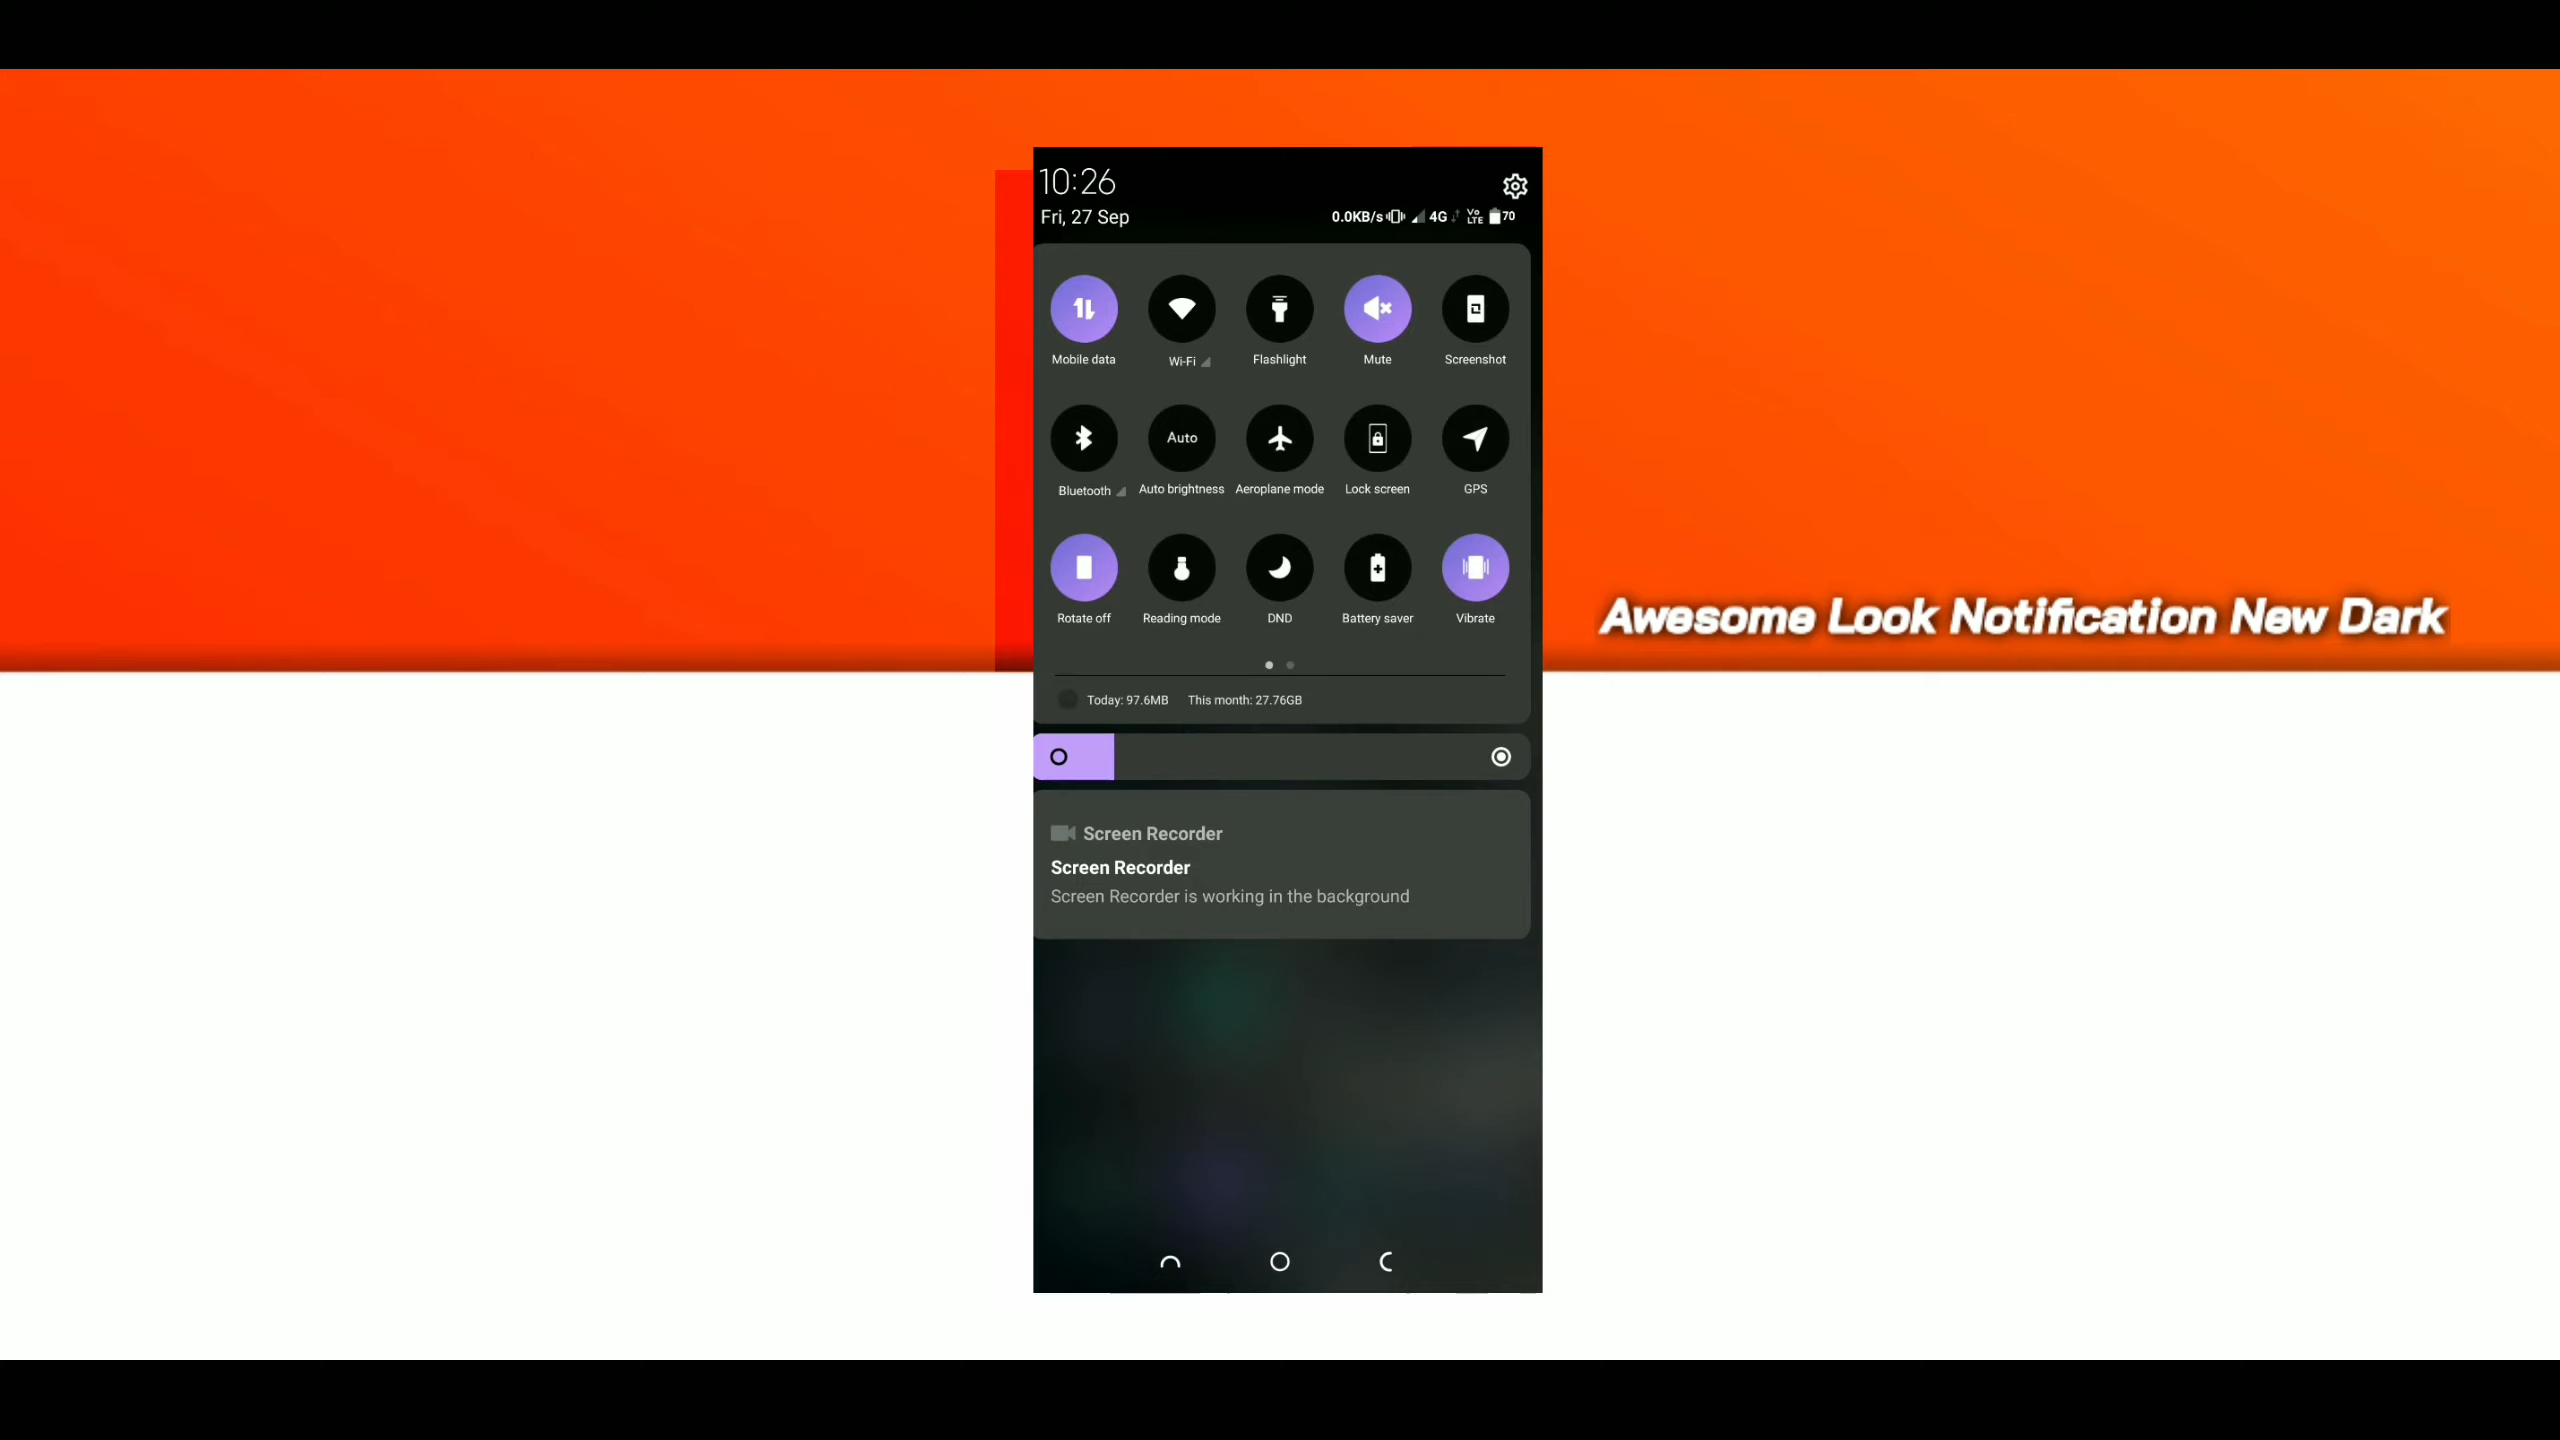 10:26
Fri, 27 Sep
0.0KB/s 4G Vo LTE 70
Mobile data Wi-Fi Flashlight Mute Screenshot
Auto
Bluetooth Auto brightness Aeroplane mode Lock screen GPS
Rotate off Reading mode DND Battery saver Vibrate
Awesome Look Notification New Dark
Today: 97.6MB This month: 27.76GB
Screen Recorder
Screen Recorder
Screen Recorder is working in the background